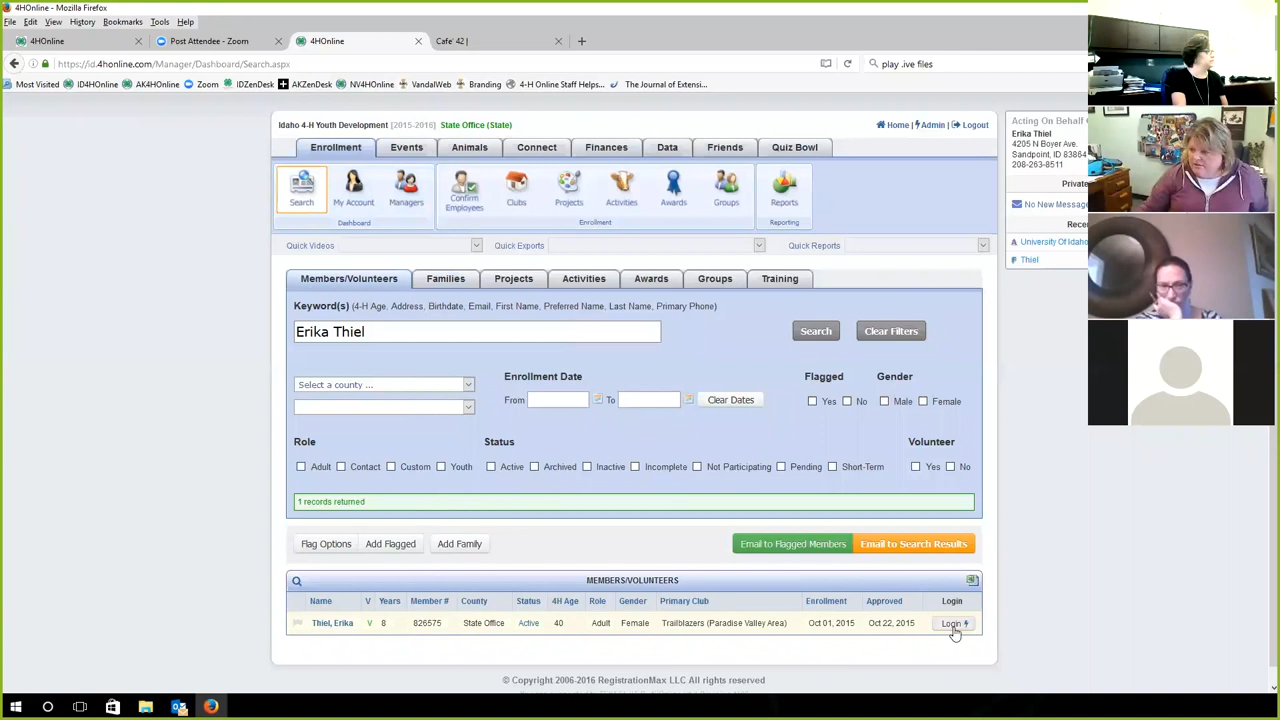 4HOnline - Mozilla Firefox
File Edit View History Bookmarks Tools Help
4HOnline × Post Attendee - Zoom × 4HOnline × Cafe' 42 | × +
https://id.4honline.com/Manager/Dashboard/Search.aspx play .ive files
Most Visited ID4HOnline AK4HOnline Zoom IDZenDesk AKZenDesk NV4HOnline VandalWeb Branding 4-H Online Staff Helps... The Journal of Extensi...
Idaho 4-H Youth Development [2015-2016] State Office (State) Home | Admin | Logout
Enrollment Events Animals Connect Finances Data Friends Quiz Bowl
Search My Account Managers Confirm Employees Clubs Projects Activities Awards Groups Reports
Dashboard Enrollment Reporting
Quick Videos Quick Exports Quick Reports
Members/Volunteers Families Projects Activities Awards Groups Training
Keyword(s) (4-H Age, Address, Birthdate, Email, First Name, Preferred Name, Last Name, Primary Phone)
Erika Thiel Search Clear Filters
Select a county ...
Enrollment Date Flagged Gender
From To Clear Dates Yes No Male Female
Role Status Volunteer
Adult Contact Custom Youth Active Archived Inactive Incomplete Not Participating Pending Short-Term Yes No
1 records returned
Flag Options Add Flagged Add Family Email to Flagged Members Email to Search Results
MEMBERS/VOLUNTEERS
Name V Years Member # County Status 4H Age Role Gender Primary Club Enrollment Approved Login
Thiel, Erika V 8 826575 State Office Active 40 Adult Female Trailblazers (Paradise Valley Area) Oct 01, 2015 Oct 22, 2015 Login
© Copyright 2006-2016 RegistrationMax LLC All rights reserved
Acting On Behalf
Erika Thiel
4205 N Boyer Ave.
Sandpoint, ID 83864
208-263-8511
Private
No New Message
Rece
University Of Idaho
Thiel